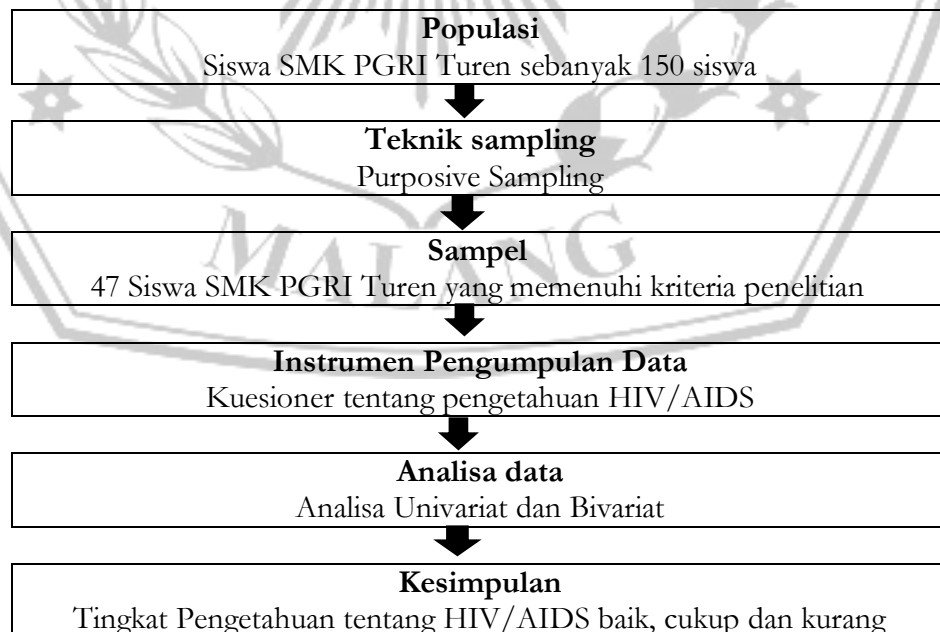 Populasi
Siswa SMK PGRI Turen sebanyak 150 siswa
Teknik sampling
Purposive Sampling
MALANG
Sampel
47 Siswa SMK PGRI Turen yang memenuhi kriteria penelitian
Instrumen Pengumpulan Data
Kuesioner tentang pengetahuan HIV/AIDS
Analisa data
Analisa Univariat dan Bivariat
Kesimpulan
Tingkat Pengetahuan tentang HIV/AIDS baik, cukup dan kurang